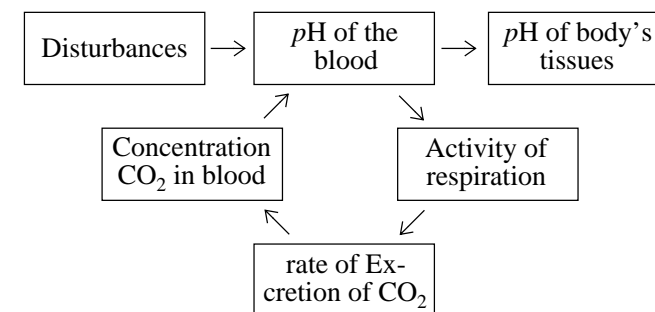 Disturbances
pH of the
blood
pH of body's
tissues
Concentration
CO₂ in blood
Activity of
respiration
rate of Ex-
cretion of CO₂